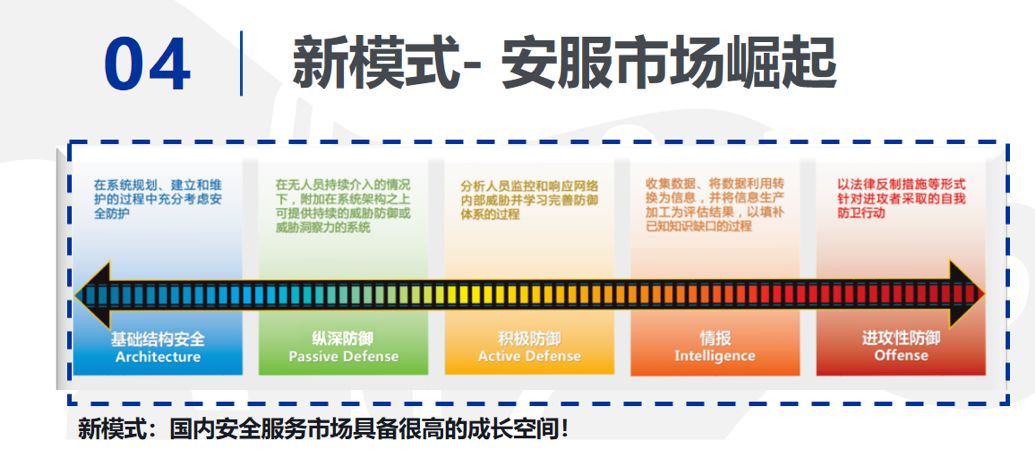 04
新模式- 安服市场崛起
在系统规划、建立和维
护的过程中充分考虑安
全防护
在无人员持续介入的情况
下，附加在系统架构之上
可提供持续的威胁防御或
威胁洞察力的系统
分析人员监控和响应网络
内部威胁并学习完善防御
体系的过程
收集数据、将数据利用转
换为信息，并将信息生产
加工为评估结果，以填补
已知知识缺口的过程
以法律反制措施等形式
针对进攻者采取的自我
防卫行动
基础结构安全
Architecture
纵深防御
Passive Defense
积极防御
Active Defense
情报
Intelligence
进攻性防御
Offense
新模式：国内安全服务市场具备很高的成长空间！